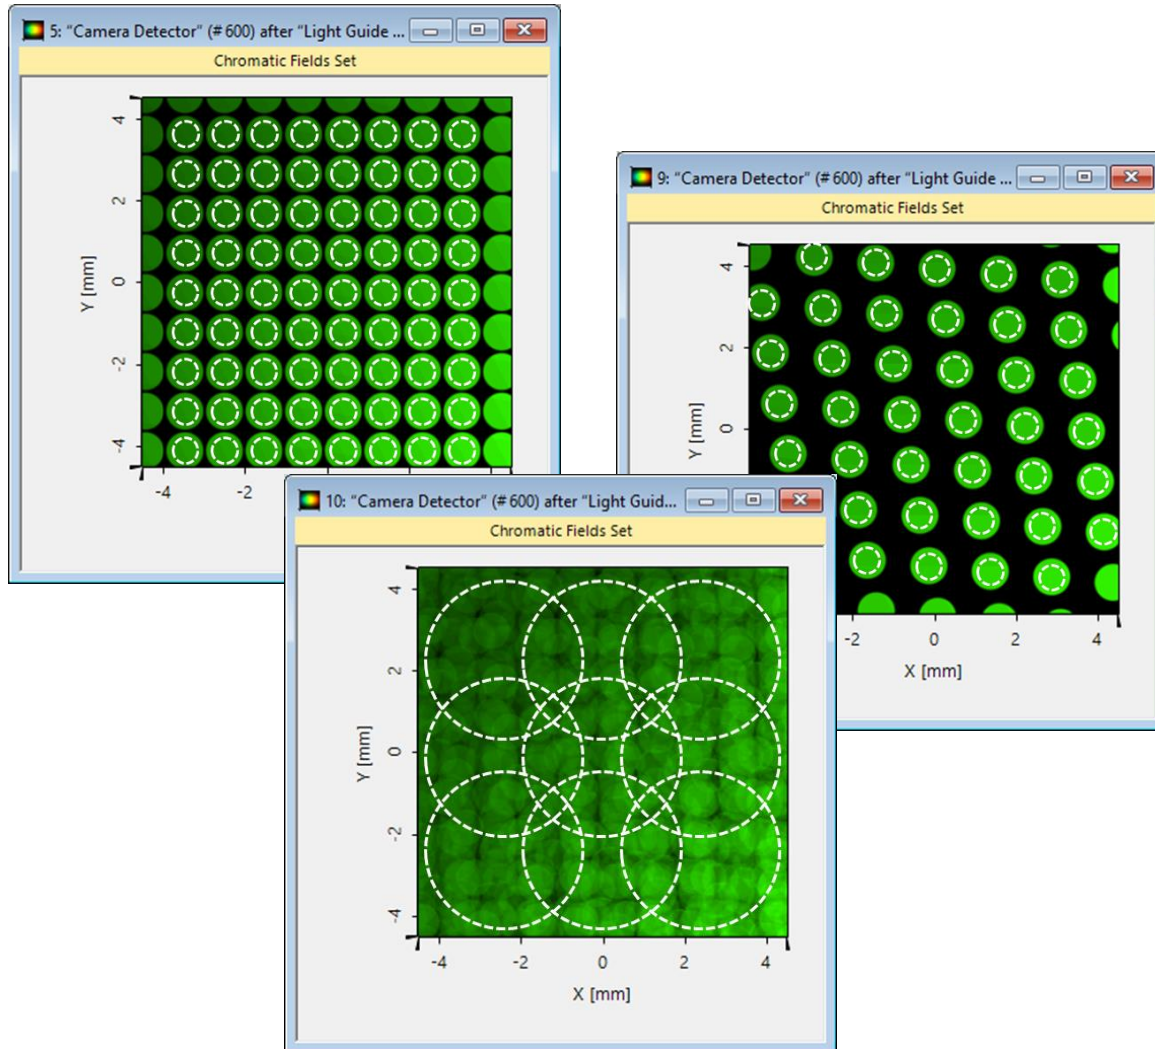 5: "Camera Detector" (#600) after "Light Guide ...
Chromatic Fields Set
Y [mm]
4
2
0
-2
-4
-4
-2
9: "Camera Detector" (#600) after "Light Guide ...
Chromatic Fields Set
Y [mm]
4
2
0
-2
0
2
4
X [mm]
10: "Camera Detector" (#600) after "Light Guid...
Chromatic Fields Set
Y [mm]
4
2
0
-2
-4
-4
-2
0
2
4
X [mm]